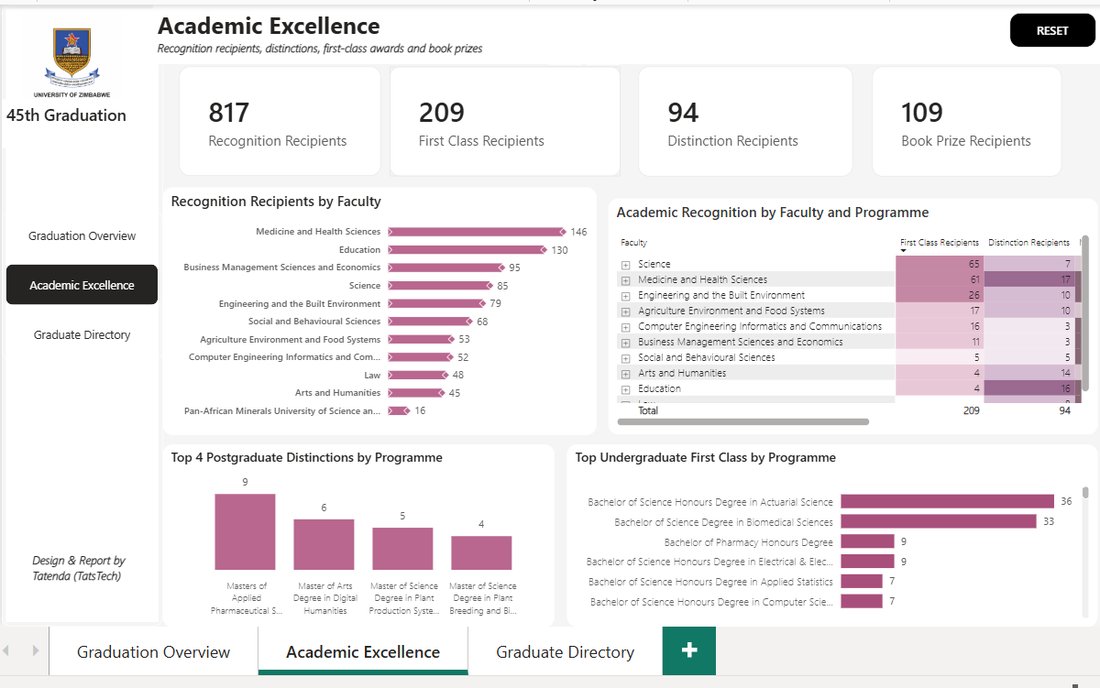 Academic Excellence
Recognition recipients, distinctions, first-class awards and book prizes
RESET
UNIVERSITY OF ZIMBABWE
45th Graduation
817
Recognition Recipients
209
First Class Recipients
94
Distinction Recipients
109
Book Prize Recipients
Graduation Overview
Academic Excellence
Graduate Directory
Design & Report by
Tatenda (TatsTech)
Recognition Recipients by Faculty
Medicine and Health Sciences 146
Education 130
Business Management Sciences and Economics 95
Science 85
Engineering and the Built Environment 79
Social and Behavioural Sciences 68
Agriculture Environment and Food Systems 53
Computer Engineering Informatics and Com... 52
Law 48
Arts and Humanities 45
Pan-African Minerals University of Science an... 16
Academic Recognition by Faculty and Programme
Faculty First Class Recipients Distinction Recipients
Science 65 7
Medicine and Health Sciences 61 17
Engineering and the Built Environment 26 10
Agriculture Environment and Food Systems 17 10
Computer Engineering Informatics and Communications 16 3
Business Management Sciences and Economics 11 3
Social and Behavioural Sciences 5 5
Arts and Humanities 4 14
Education 4 16
Total 209 94
Top 4 Postgraduate Distinctions by Programme
9
6
5
4
Masters of
Applied
Pharmaceutical S...
Master of Arts
Degree in Digital
Humanities
Master of Science
Degree in Plant
Production Syste...
Master of Science
Degree in Plant
Breeding and Bi...
Top Undergraduate First Class by Programme
Bachelor of Science Honours Degree in Actuarial Science 36
Bachelor of Science Degree in Biomedical Sciences 33
Bachelor of Pharmacy Honours Degree 9
Bachelor of Science Honours Degree in Electrical & Elec... 9
Bachelor of Science Honours Degree in Applied Statistics 7
Bachelor of Science Honours Degree in Computer Scie... 7
Graduation Overview
Academic Excellence
Graduate Directory
+